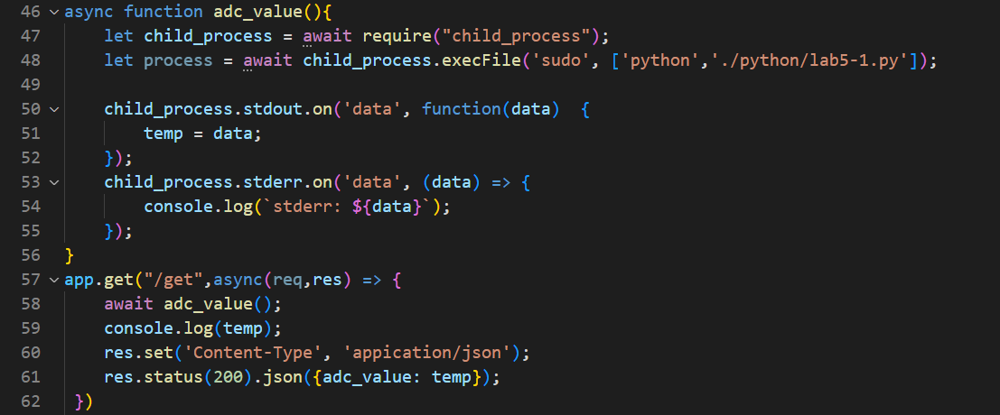 46 async function adc_value(){
47     let child_process = await require("child_process");
48     let process = await child_process.execFile('sudo', ['python','./python/lab5-1.py']);
49
50     child_process.stdout.on('data', function(data)  {
51         temp = data;
52     });
53     child_process.stderr.on('data', (data) => {
54         console.log(`stderr: ${data}`);
55     });
56 }
57 app.get("/get",async(req,res) => {
58     await adc_value();
59     console.log(temp);
60     res.set('Content-Type', 'appication/json');
61     res.status(200).json({adc_value: temp});
62  })